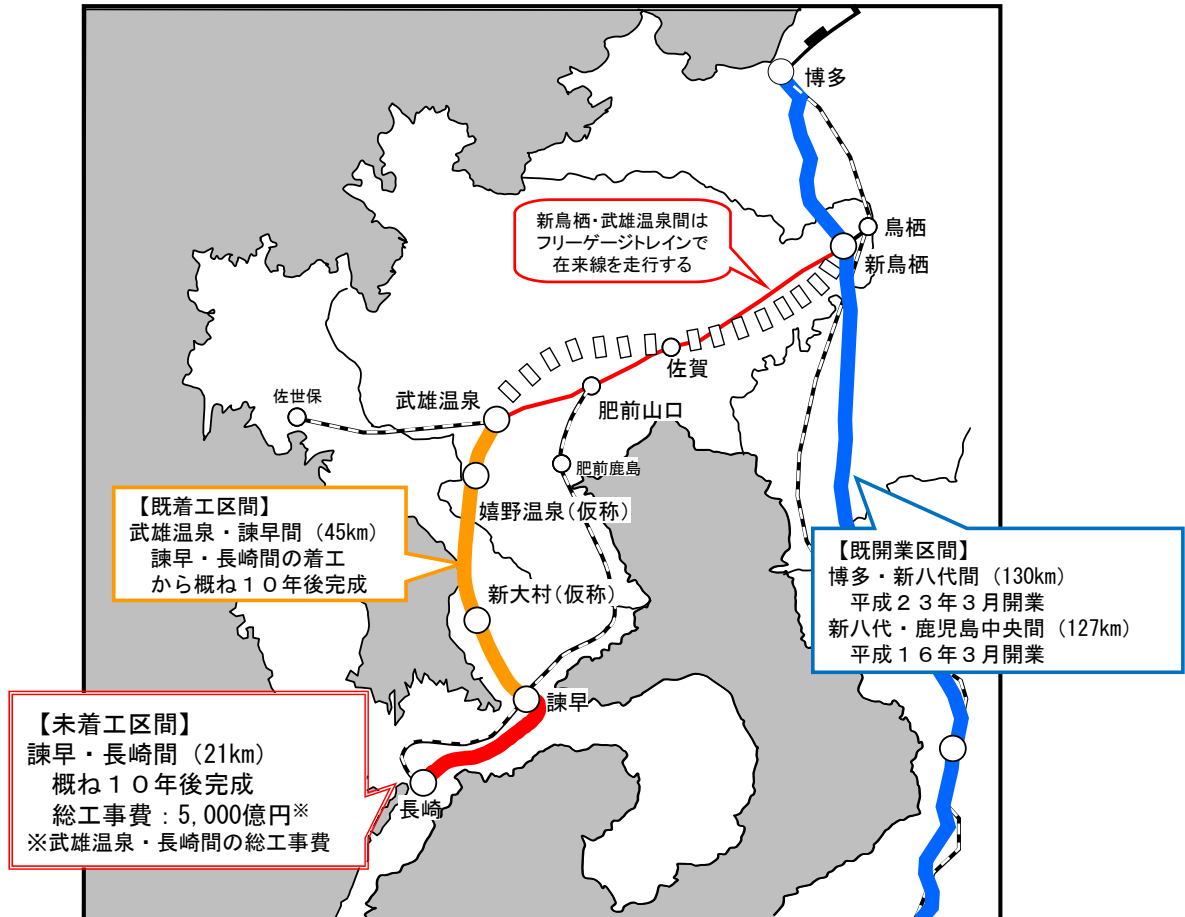 博多
鳥栖
新鳥栖
新鳥栖・武雄温泉間は
フリーゲージトレインで
在来線を走行する
佐賀
佐世保
武雄温泉
肥前山口
肥前鹿島
【既着工区間】
武雄温泉・諫早間（45km）
諫早・長崎間の着工
から概ね１０年後完成
嬉野温泉(仮称)
【既開業区間】
博多・新八代間（130km）
平成２３年３月開業
新八代・鹿児島中央間（127km）
平成１６年３月開業
新大村(仮称)
諫早
【未着工区間】
諫早・長崎間（21km）
概ね１０年後完成
総工事費：5,000億円※
※武雄温泉・長崎間の総工事費
長崎